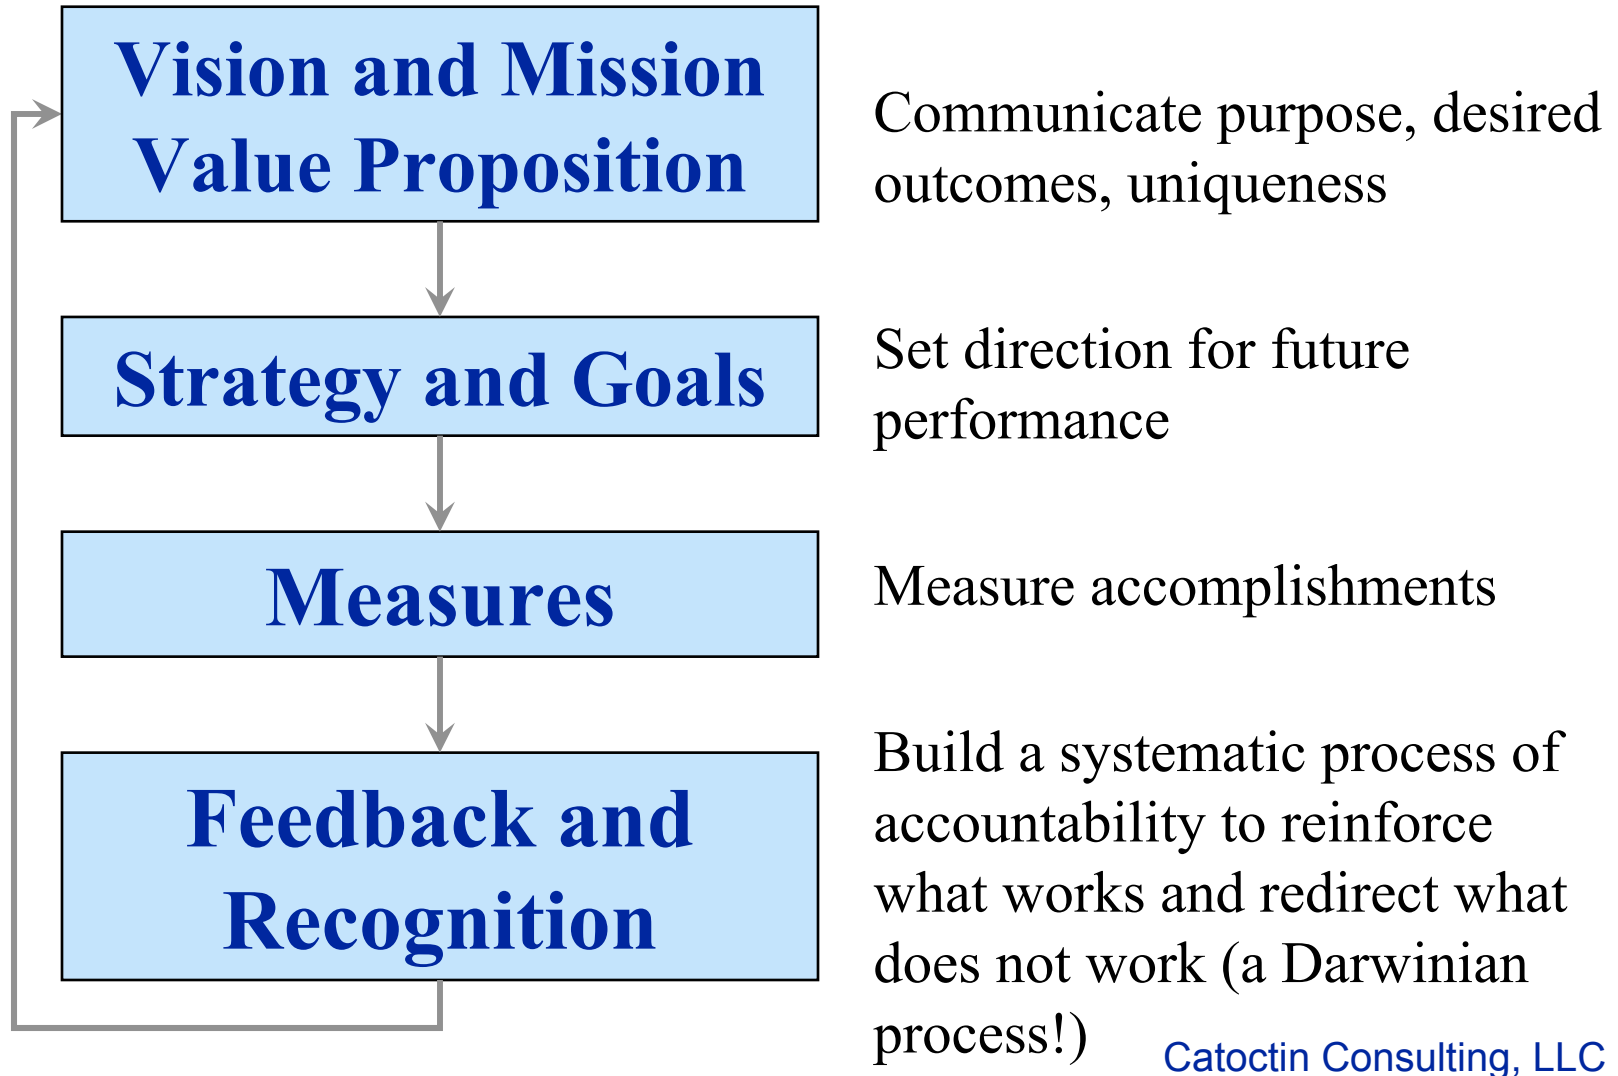 Vision and Mission
Value Proposition
Communicate purpose, desired
outcomes, uniqueness
Strategy and Goals
Set direction for future
performance
Measures
Measure accomplishments
Feedback and
Recognition
Build a systematic process of
accountability to reinforce
what works and redirect what
does not work (a Darwinian
process!)
Catoctin Consulting, LLC